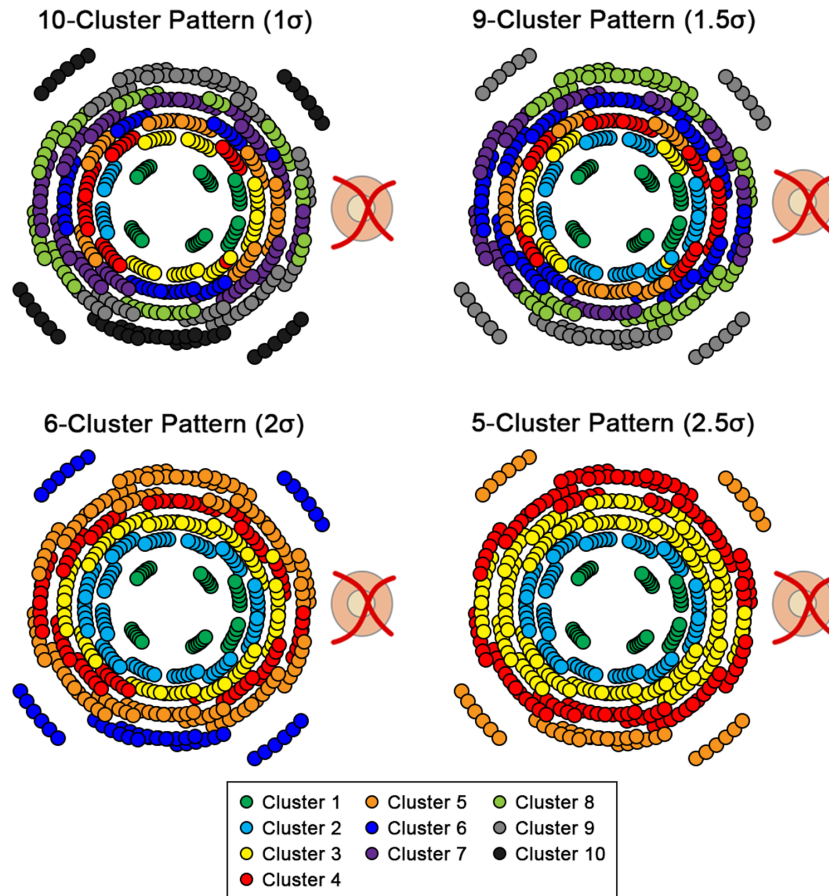 10-Cluster Pattern (1σ)
9-Cluster Pattern (1.5σ)
6-Cluster Pattern (2σ)
5-Cluster Pattern (2.5σ)
Cluster 1
Cluster 2
Cluster 3
Cluster 4
Cluster 5
Cluster 6
Cluster 7
Cluster 8
Cluster 9
Cluster 10